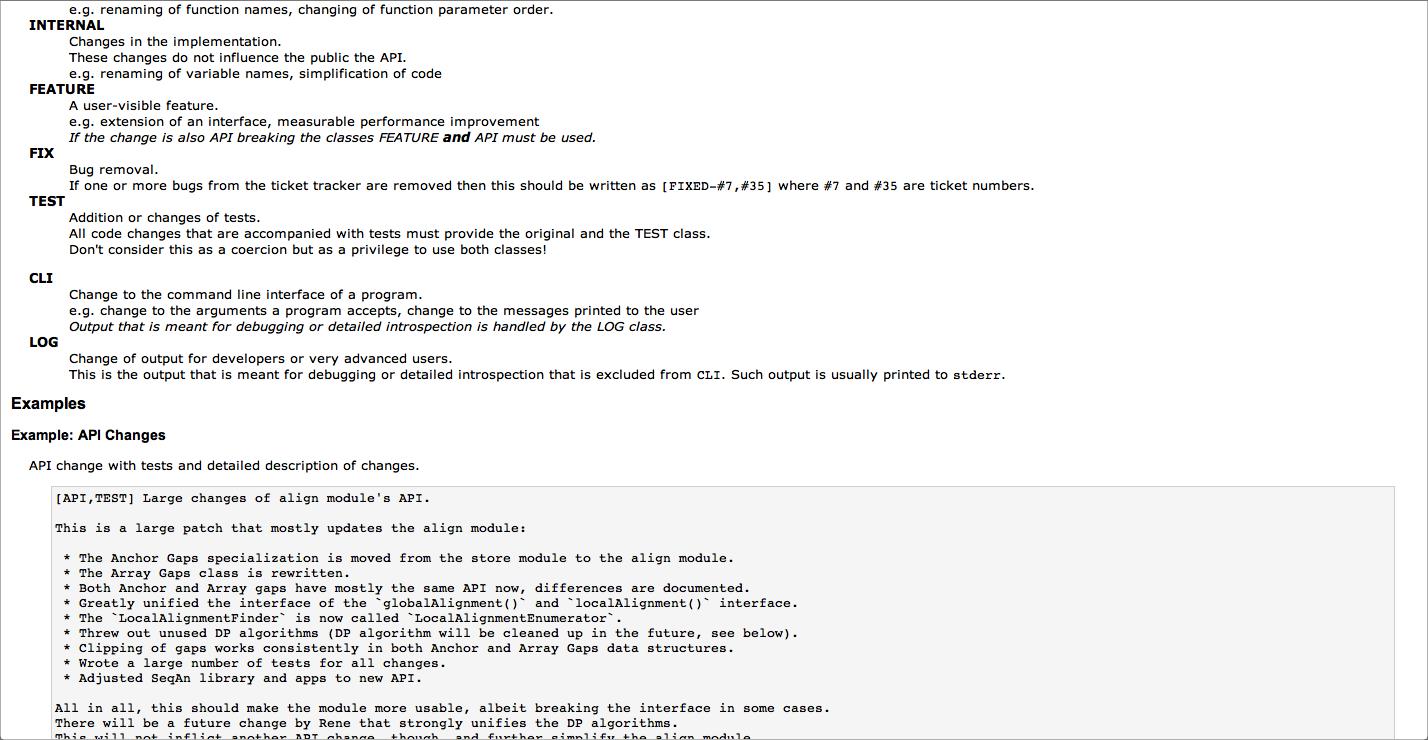 e.g. renaming of function names, changing of function parameter order.
INTERNAL
Changes in the implementation.
These changes do not influence the public the API.
e.g. renaming of variable names, simplification of code
FEATURE
A user-visible feature.
e.g. extension of an interface, measurable performance improvement
If the change is also API breaking the classes FEATURE and API must be used.
FIX
Bug removal.
If one or more bugs from the ticket tracker are removed then this should be written as [FIXED-#7,#35] where #7 and #35 are ticket numbers.
TEST
Addition or changes of tests.
All code changes that are accompanied with tests must provide the original and the TEST class.
Don't consider this as a coercion but as a privilege to use both classes!
CLI
Change to the command line interface of a program.
e.g. change to the arguments a program accepts, change to the messages printed to the user
Output that is meant for debugging or detailed introspection is handled by the LOG class.
LOG
Change of output for developers or very advanced users.
This is the output that is meant for debugging or detailed introspection that is excluded from CLI. Such output is usually printed to stderr.
Examples
Example: API Changes
API change with tests and detailed description of changes.
[API,TEST] Large changes of align module's API.
This is a large patch that mostly updates the align module:
* The Anchor Gaps specialization is moved from the store module to the align module.
* The Array Gaps class is rewritten.
* Both Anchor and Array gaps have mostly the same API now, differences are documented.
* Greatly unified the interface of the `globalAlignment()` and `localAlignment()` interface.
* The `LocalAlignmentFinder` is now called `LocalAlignmentEnumerator`.
* Threw out unused DP algorithms (DP algorithm will be cleaned up in the future, see below).
* Clipping of gaps works consistently in both Anchor and Array Gaps data structures.
* Wrote a large number of tests for all changes.
* Adjusted SeqAn library and apps to new API.
All in all, this should make the module more usable, albeit breaking the interface in some cases.
There will be a future change by Rene that strongly unifies the DP algorithms.
This will not inflict another API change, though, and further simplify the align module.